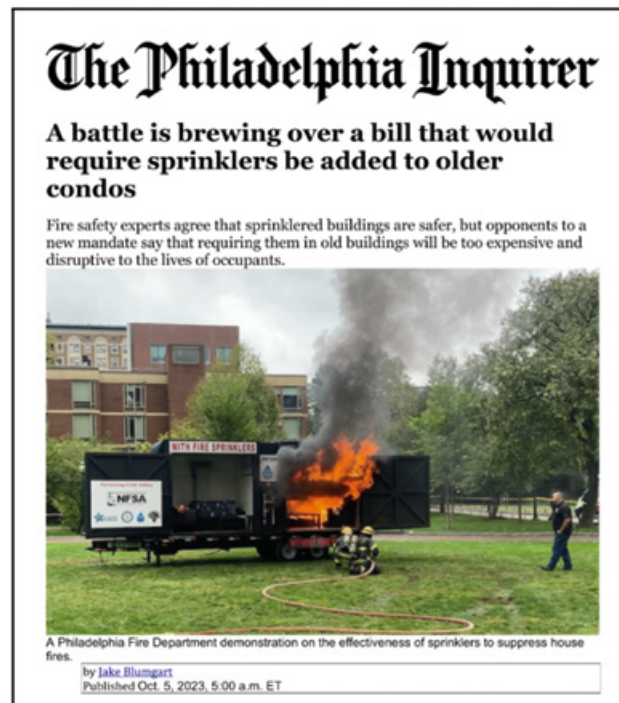 The Philadelphia Inquirer
A battle is brewing over a bill that would
require sprinklers be added to older
condos
Fire safety experts agree that sprinklered buildings are safer, but opponents to a
new mandate say that requiring them in old buildings will be too expensive and
disruptive to the lives of occupants.
WITH FIRE SPRINKLERS
NFSA
A Philadelphia Fire Department demonstration on the effectiveness of sprinklers to suppress house
fires.
by Jake Blumgart
Published Oct. 5, 2023, 5:00 a.m. ET